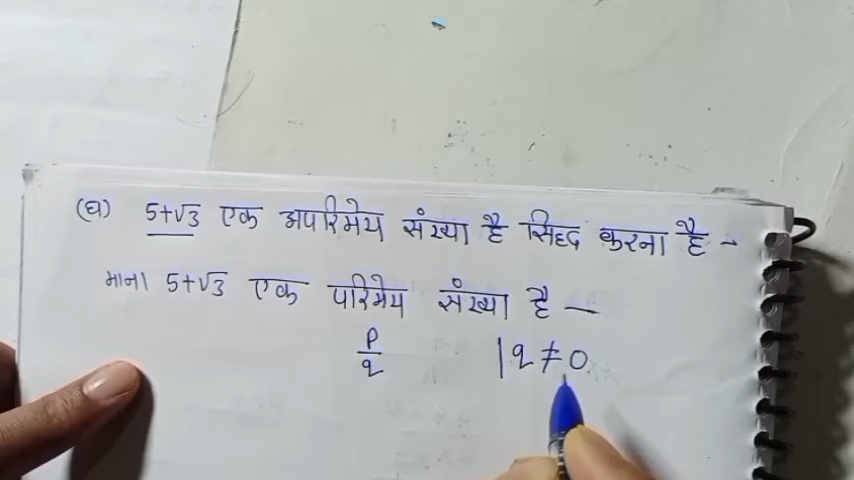 (घ) 5+√3 एक अपरिमेय संख्या है सिद्ध करना है -
माना 5+√3 एक परिमेय संख्या है —
p/q | q ≠ 0